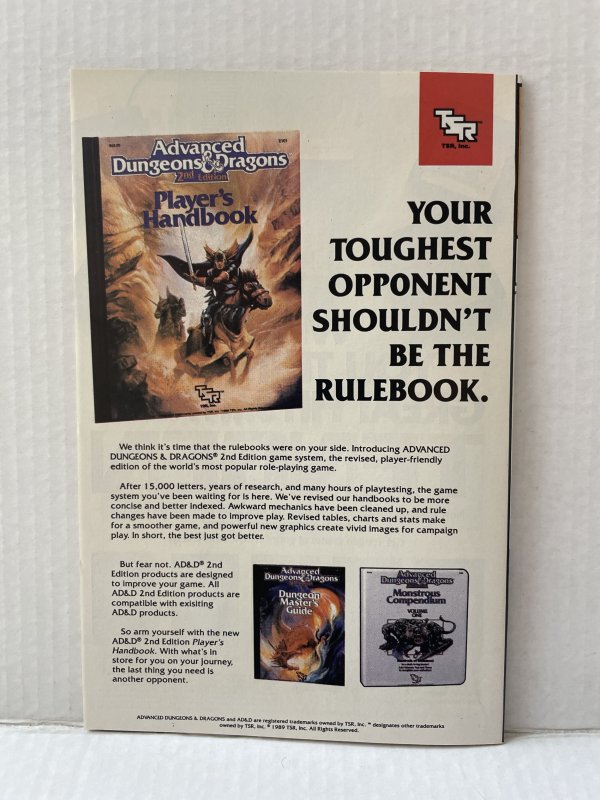 TSR
TSR, Inc.
Advanced
Dungeons & Dragons
2nd Edition
Player's
Handbook
TSR
TSR, Inc.
YOUR
TOUGHEST
OPPONENT
SHOULDN'T
BE THE
RULEBOOK.
We think it's time that the rulebooks were on your side. Introducing ADVANCED
DUNGEONS & DRAGONS® 2nd Edition game system, the revised, player-friendly
edition of the world's most popular role-playing game.
After 15,000 letters, years of research, and many hours of playtesting, the game
system you've been waiting for is here. We've revised our handbooks to be more
concise and better indexed. Awkward mechanics have been cleaned up, and rule
changes have been made to improve play. Revised tables, charts and stats make
for a smoother game, and powerful new graphics create vivid images for campaign
play. In short, the best just got better.
But fear not. AD&D® 2nd
Edition products are designed
to improve your game. All
AD&D 2nd Edition products are
compatible with exisiting
AD&D products.
So arm yourself with the new
AD&D® 2nd Edition Player's
Handbook. With what's in
store for you on your journey,
the last thing you need is
another opponent.
Advanced
Dungeons & Dragons
Dungeon
Master's
Guide
Advanced
Dungeons & Dragons
Monstrous
Compendium
VOLUME
ONE
TSR
ADVANCED DUNGEONS & DRAGONS and AD&D are registered trademarks owned by TSR, Inc. ™ designates other trademarks
owned by TSR, Inc. © 1989 TSR, Inc. All Rights Reserved.